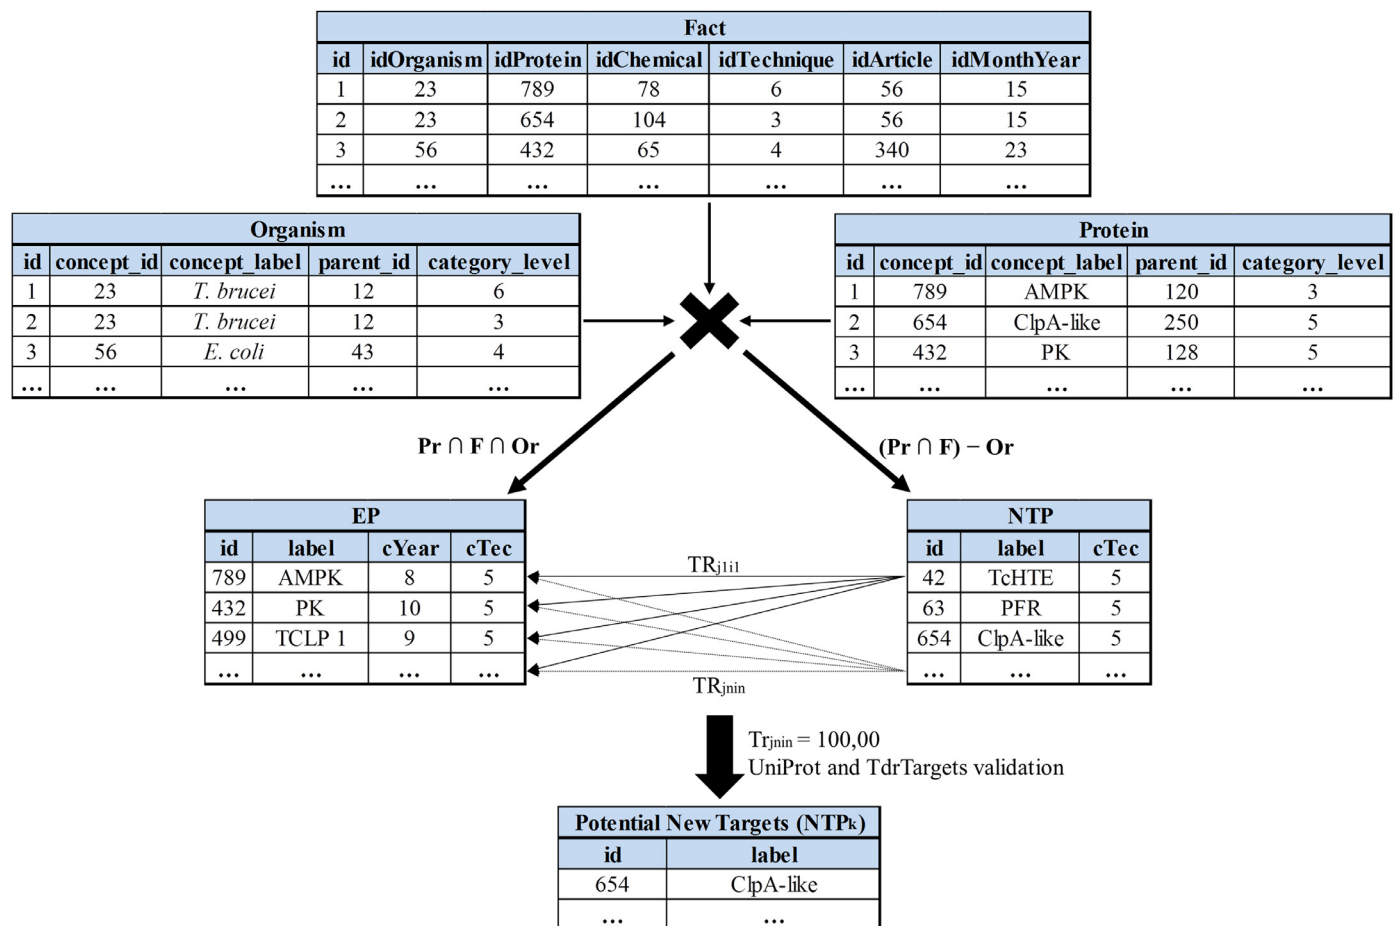 Fact
id idOrganism idProtein idChemical idTechnique idArticle idMonthYear
1 23 789 78 6 56 15
2 23 654 104 3 56 15
3 56 432 65 4 340 23
... ... ... ... ... ... ...
Organism
id concept_id concept_label parent_id category_level
1 23 T. brucei 12 6
2 23 T. brucei 12 3
3 56 E. coli 43 4
... ... ... ... ...
Protein
id concept_id concept_label parent_id category_level
1 789 AMPK 120 3
2 654 ClpA-like 250 5
3 432 PK 128 5
... ... ... ... ...
Pr ∩ F ∩ Or
(Pr ∩ F) − Or
EP
id label cYear cTec
789 AMPK 8 5
432 PK 10 5
499 TCLP 1 9 5
... ... ... ...
TRj1i1
TRjnin
NTP
id label cTec
42 TcHTE 5
63 PFR 5
654 ClpA-like 5
... ... ...
Trjnin = 100,00
UniProt and TdrTargets validation
Potential New Targets (NTPk)
id label
654 ClpA-like
... ...